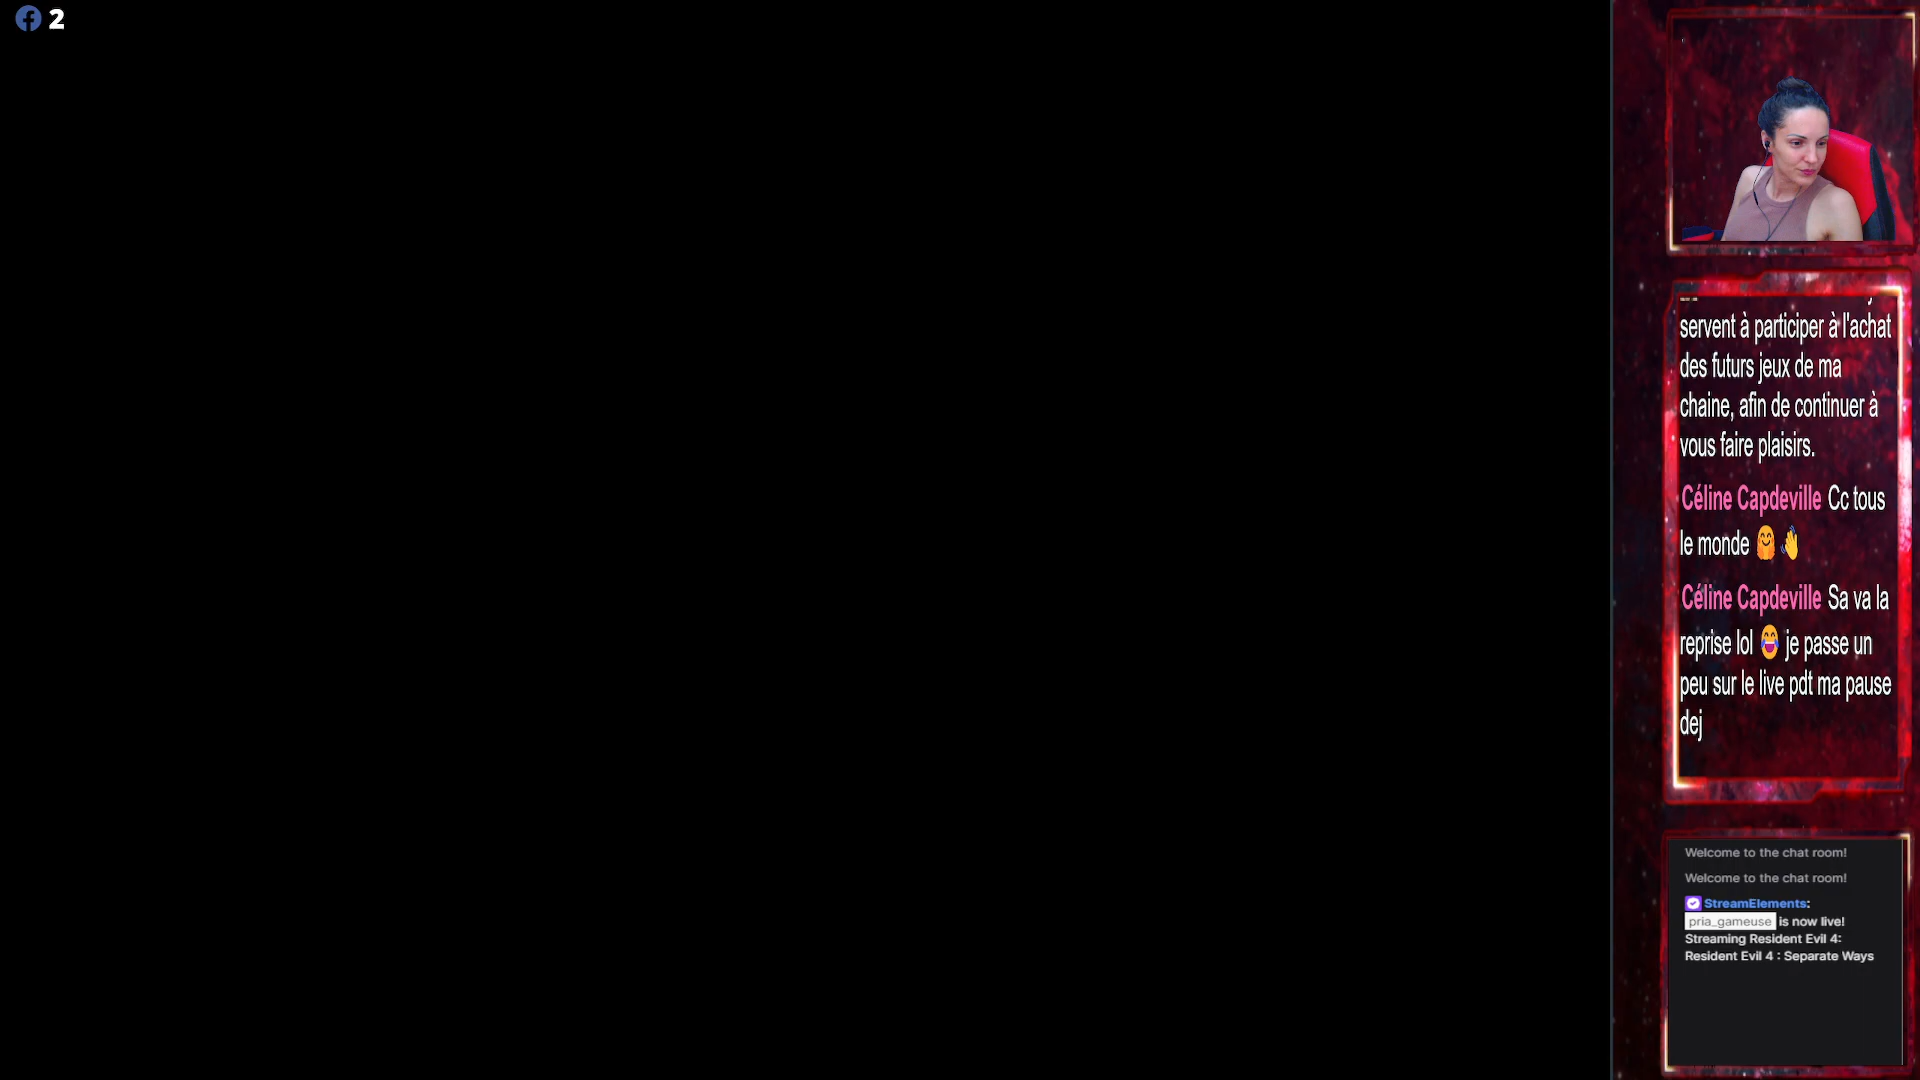 2
servent à participer à l'achat
des futurs jeux de ma
chaine, afin de continuer à
vous faire plaisirs.
Céline Capdeville Cc tous
le monde 🤗 👋
Céline Capdeville Sa va la
reprise lol 😂 je passe un
peu sur le live pdt ma pause
dej
Welcome to the chat room!
Welcome to the chat room!
StreamElements:
pria_gameuse is now live!
Streaming Resident Evil 4:
Resident Evil 4 : Separate Ways